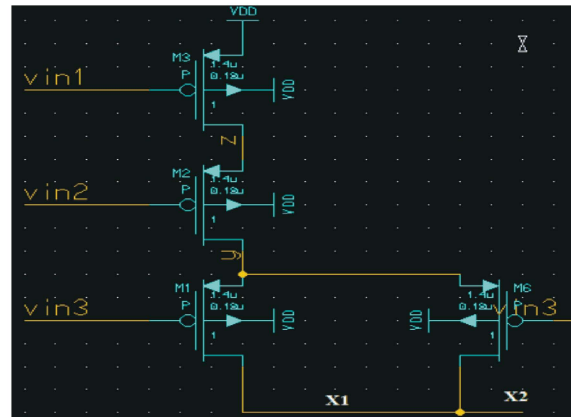 VDD
M3
1.4u
vin1
P
0.18u
VDD
1
Z
M2
1.4u
vin2
P
0.18u
VDD
1
y
M1
1.4u
M6
1.4u
vin3
P
0.18u
VDD
VDD
0.18u
vin3
P
1
1
X1
X2